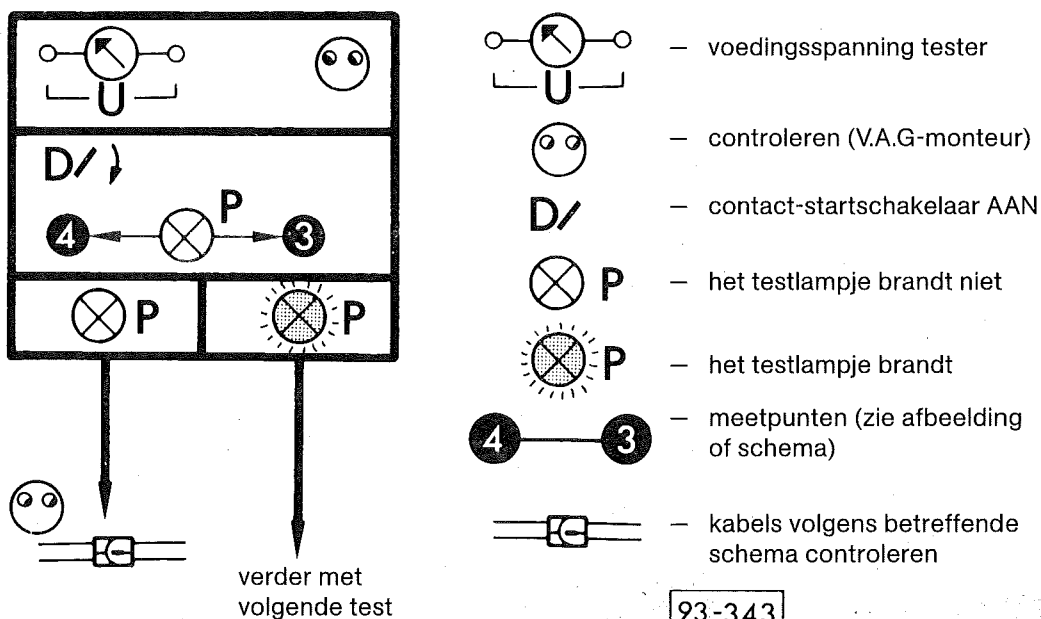 U
D/
P
4 3
P P
verder met
volgende test
U – voedingsspanning tester
– controleren (V.A.G-monteur)
D/ – contact-startschakelaar AAN
P – het testlampje brandt niet
P – het testlampje brandt
4 3 – meetpunten (zie afbeelding
of schema)
– kabels volgens betreffende
schema controleren
93-343